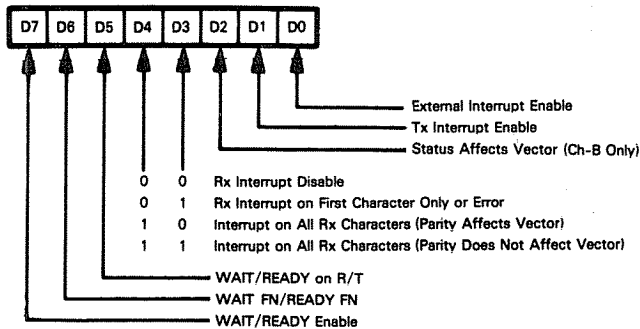 D7 D6 D5 D4 D3 D2 D1 D0
External Interrupt Enable
Tx Interrupt Enable
Status Affects Vector (Ch-B Only)
0 0 Rx Interrupt Disable
0 1 Rx Interrupt on First Character Only or Error
1 0 Interrupt on All Rx Characters (Parity Affects Vector)
1 1 Interrupt on All Rx Characters (Parity Does Not Affect Vector)
WAIT/READY on R/T
WAIT FN/READY FN
WAIT/READY Enable